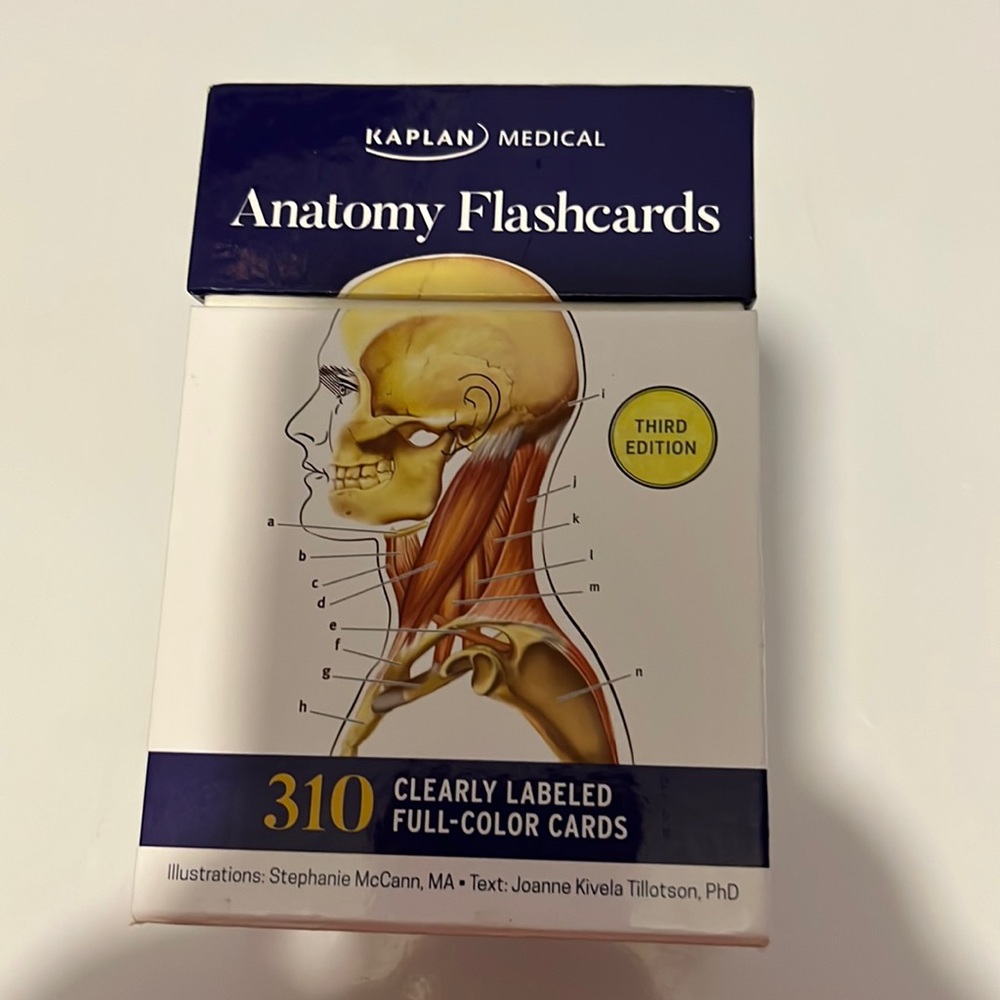 KAPLAN MEDICAL
Anatomy Flashcards
THIRD
EDITION
i
j
a
k
b
l
c
m
d
e
f
g
n
h
310 CLEARLY LABELED
FULL-COLOR CARDS
Illustrations: Stephanie McCann, MA ▪ Text: Joanne Kivela Tillotson, PhD